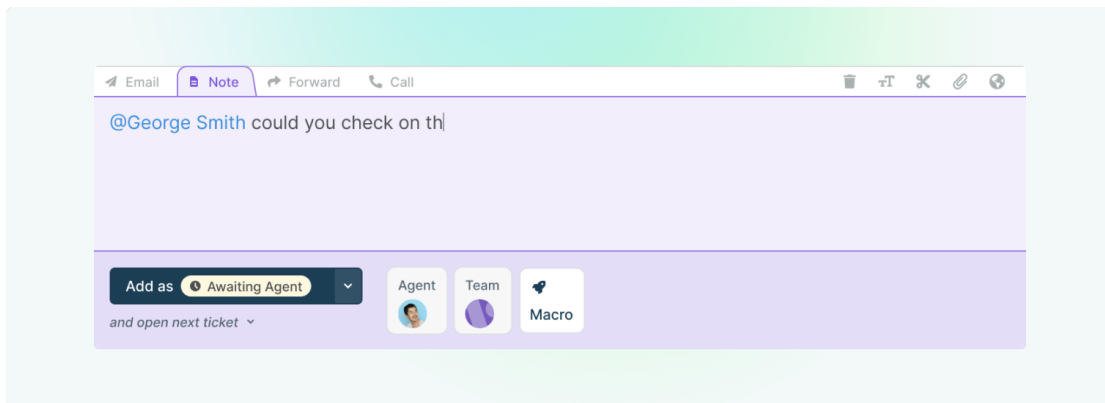 Email Note Forward Call
@George Smith could you check on th
Add as Awaiting Agent
and open next ticket
Agent
Team
Macro